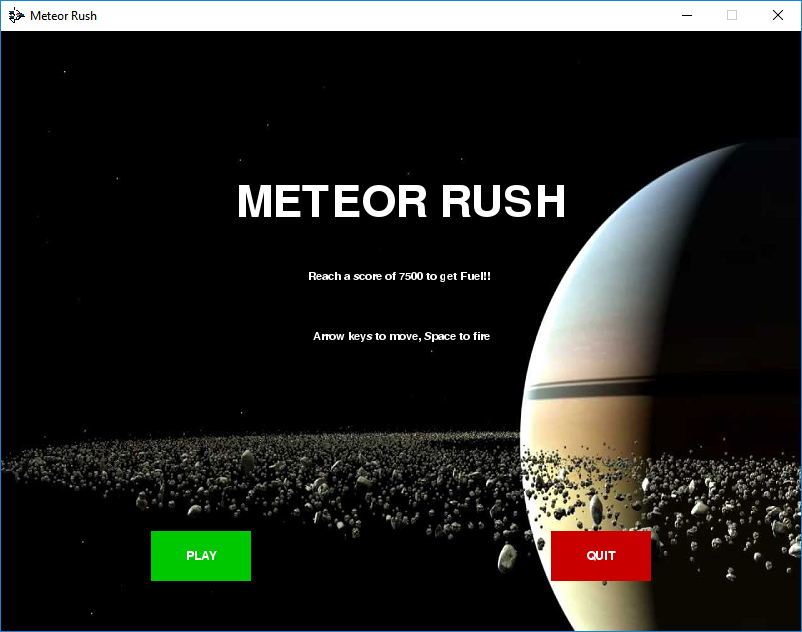 Meteor Rush
METEOR RUSH
Reach a score of 7500 to get Fuel!!
Arrow keys to move, Space to fire
PLAY
QUIT